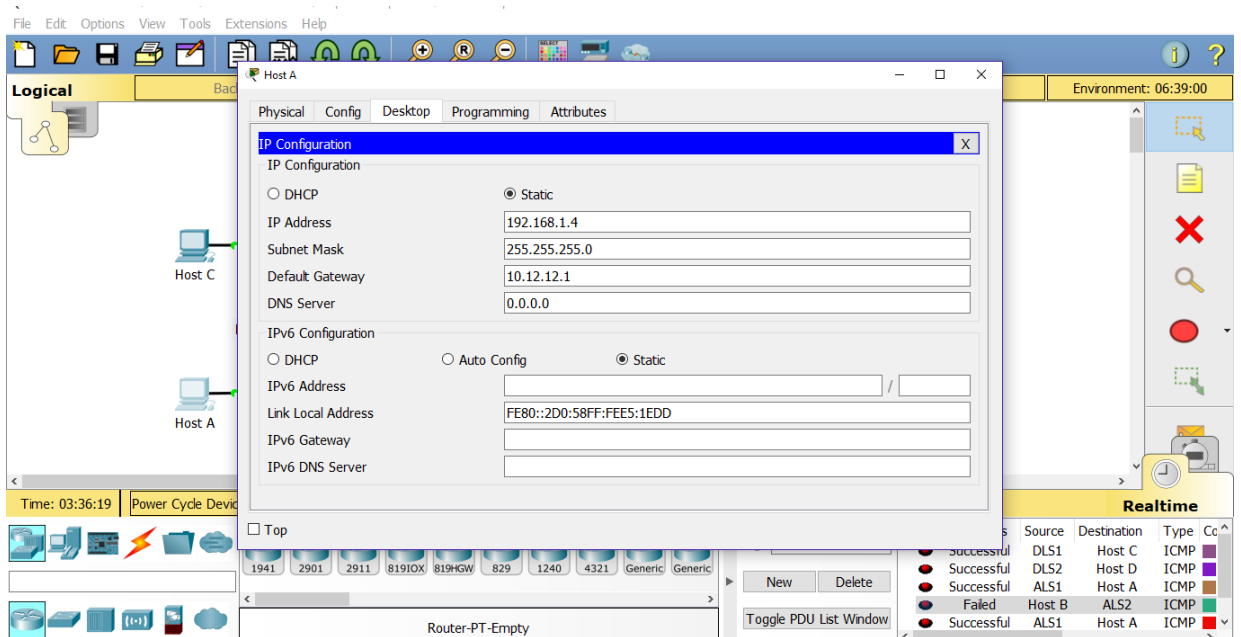 File Edit Options View Tools Extensions Help
Host A
Logical
Bac
Environment: 06:39:00
Physical Config Desktop Programming Attributes
IP Configuration X
IP Configuration
DHCP Static
IP Address 192.168.1.4
Subnet Mask 255.255.255.0
Default Gateway 10.12.12.1
DNS Server 0.0.0.0
IPv6 Configuration
DHCP Auto Config Static
IPv6 Address /
Link Local Address FE80::2D0:58FF:FEE5:1EDD
IPv6 Gateway
IPv6 DNS Server
Top
Host C
Host A
Time: 03:36:19 Power Cycle Devic
Realtime
1941 2901 2911 819IOX 819HGW 829 1240 4321 Generic Generic
Router-PT-Empty
New Delete
Toggle PDU List Window
s Source Destination Type Co
Successful DLS1 Host C ICMP
Successful DLS2 Host D ICMP
Successful ALS1 Host A ICMP
Failed Host B ALS2 ICMP
Successful ALS1 Host A ICMP